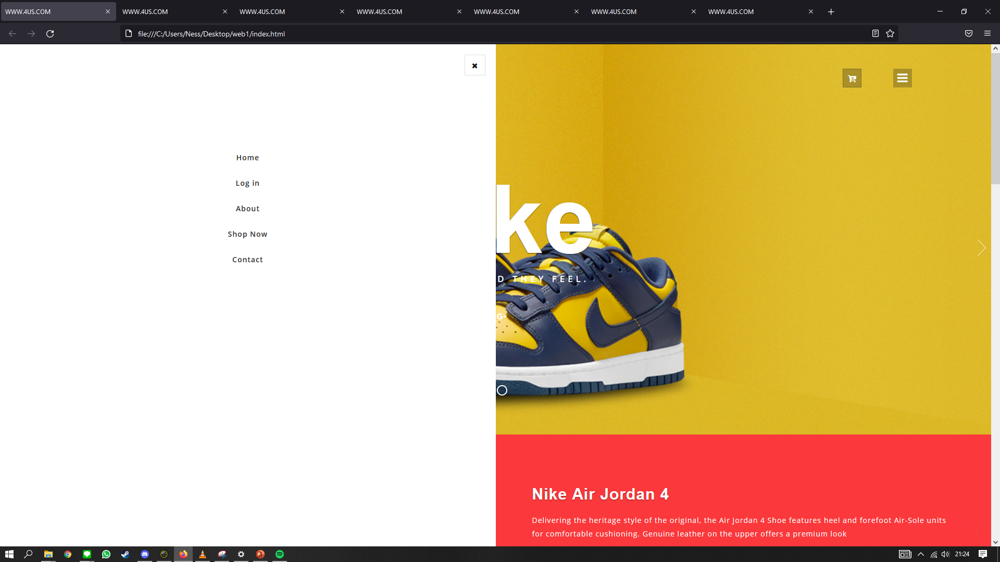 WWW.4US.COM WWW.4US.COM WWW.4US.COM WWW.4US.COM WWW.4US.COM WWW.4US.COM WWW.4US.COM
file:///C:/Users/Ness/Desktop/web1/index.html
Home
Log in
About
Shop Now
Contact
ke
D THEY FEEL.
G+
Nike Air Jordan 4
Delivering the heritage style of the original, the Air Jordan 4 Shoe features heel and forefoot Air-Sole units
for comfortable cushioning. Genuine leather on the upper offers a premium look
21:24